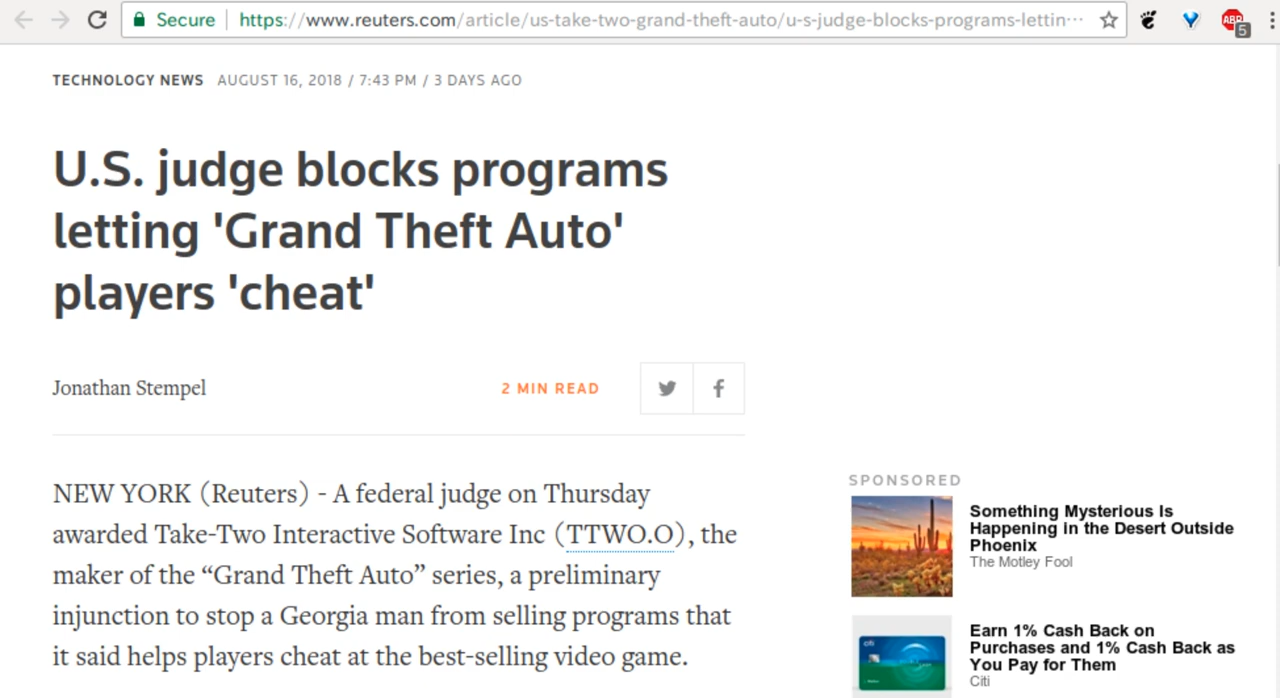 Secure https://www.reuters.com/article/us-take-two-grand-theft-auto/u-s-judge-blocks-programs-lettin···
ABP
5
TECHNOLOGY NEWS AUGUST 16, 2018 / 7:43 PM / 3 DAYS AGO
U.S. judge blocks programs
letting 'Grand Theft Auto'
players 'cheat'
Jonathan Stempel
2 MIN READ
NEW YORK (Reuters) - A federal judge on Thursday
awarded Take-Two Interactive Software Inc (TTWO.O), the
maker of the “Grand Theft Auto” series, a preliminary
injunction to stop a Georgia man from selling programs that
it said helps players cheat at the best-selling video game.
SPONSORED
Something Mysterious Is
Happening in the Desert Outside
Phoenix
The Motley Fool
citi
Earn 1% Cash Back on
Purchases and 1% Cash Back as
You Pay for Them
Citi